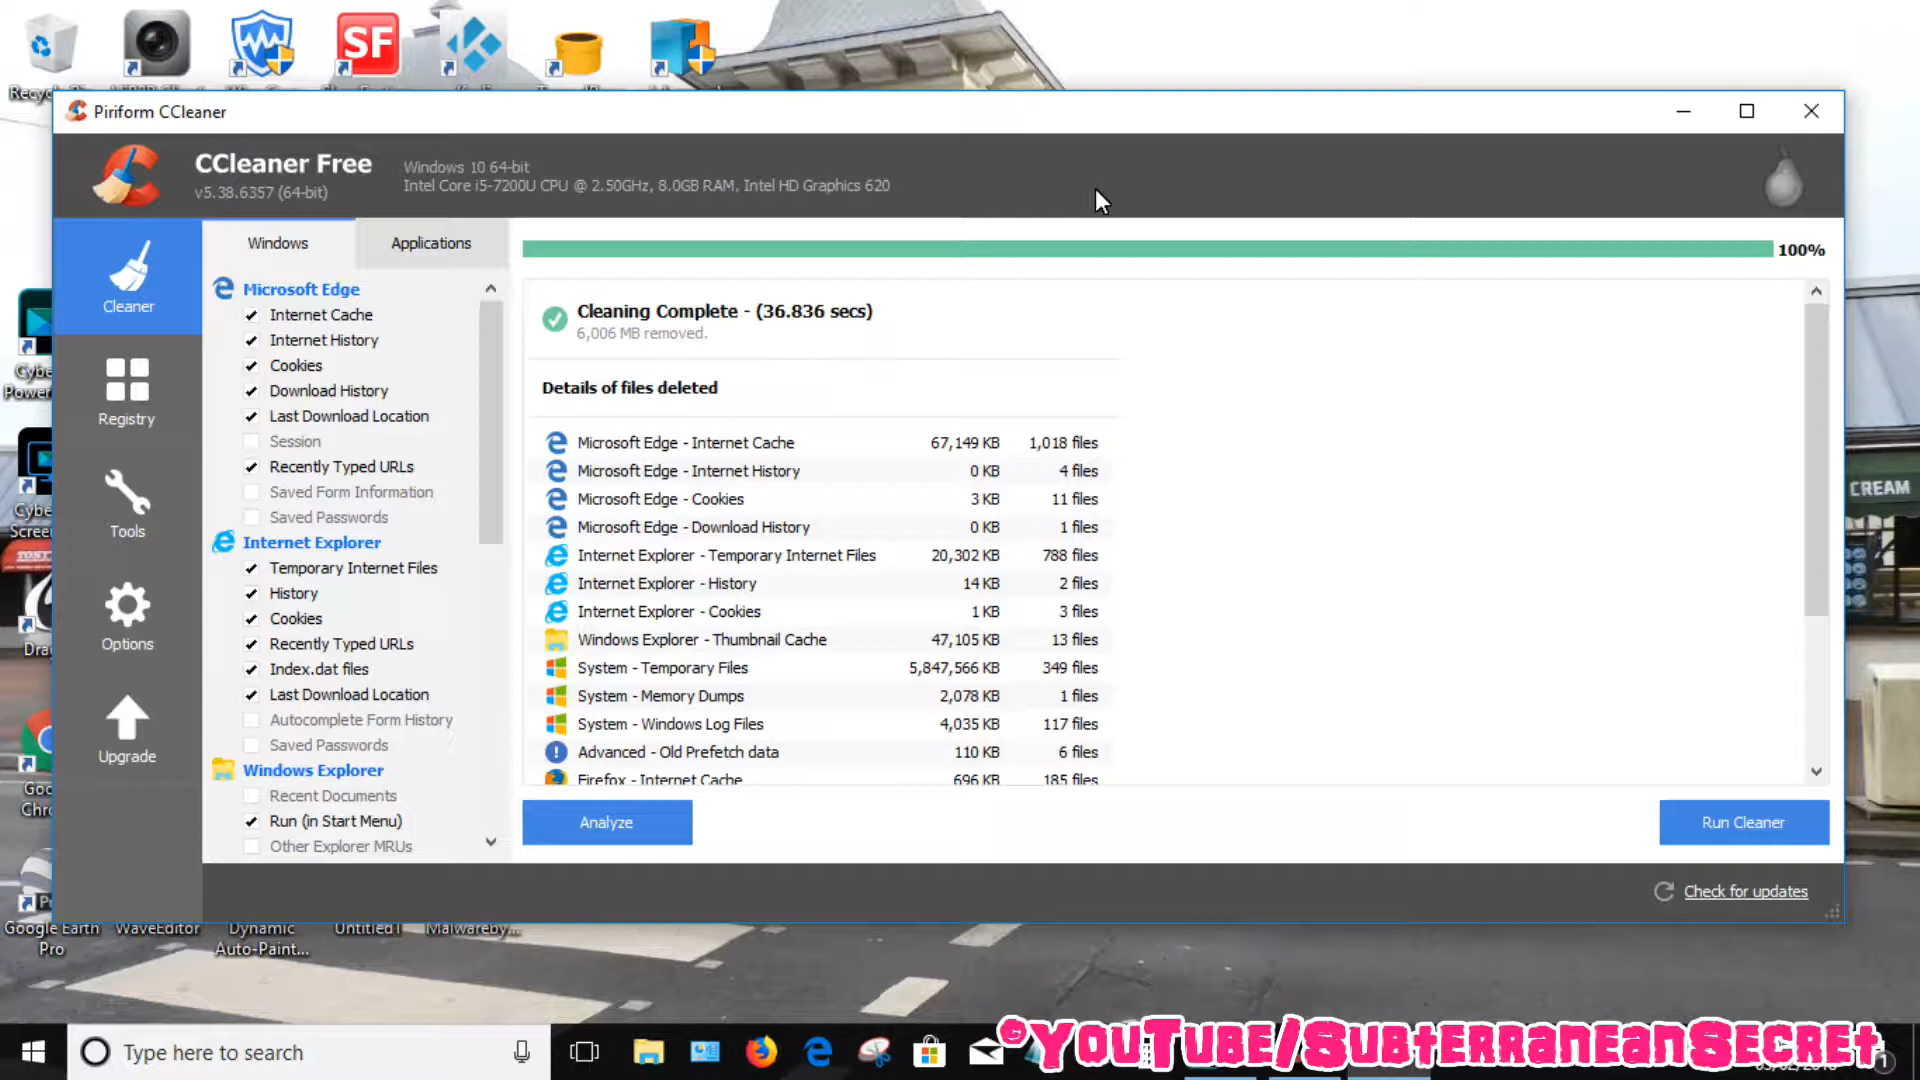 SF
Piriform CCleaner
CCleaner Free
v5.38.6357 (64-bit)
Windows 10 64-bit
Intel Core i5-7200U CPU @ 2.50GHz, 8.0GB RAM, Intel HD Graphics 620
Cleaner
Registry
Tools
Options
Upgrade
Windows
Applications
Microsoft Edge
Internet Cache
Internet History
Cookies
Download History
Last Download Location
Session
Recently Typed URLs
Saved Form Information
Saved Passwords
Internet Explorer
Temporary Internet Files
History
Cookies
Recently Typed URLs
Index.dat files
Last Download Location
Autocomplete Form History
Saved Passwords
Windows Explorer
Recent Documents
Run (in Start Menu)
Other Explorer MRUs
100%
Cleaning Complete - (36.836 secs)
6,006 MB removed.
Details of files deleted
Microsoft Edge - Internet Cache 67,149 KB 1,018 files
Microsoft Edge - Internet History 0 KB 4 files
Microsoft Edge - Cookies 3 KB 11 files
Microsoft Edge - Download History 0 KB 1 files
Internet Explorer - Temporary Internet Files 20,302 KB 788 files
Internet Explorer - History 14 KB 2 files
Internet Explorer - Cookies 1 KB 3 files
Windows Explorer - Thumbnail Cache 47,105 KB 13 files
System - Temporary Files 5,847,566 KB 349 files
System - Memory Dumps 2,078 KB 1 files
System - Windows Log Files 4,035 KB 117 files
Advanced - Old Prefetch data 110 KB 6 files
Firefox - Internet Cache 696 KB 185 files
Analyze
Run Cleaner
Check for updates
CREAM
Google Earth
Pro
WaveEditor
Dynamic
Auto-Paint...
Untitled1
Malwareby...
Type here to search
©YouTube/SubterraneanSecret